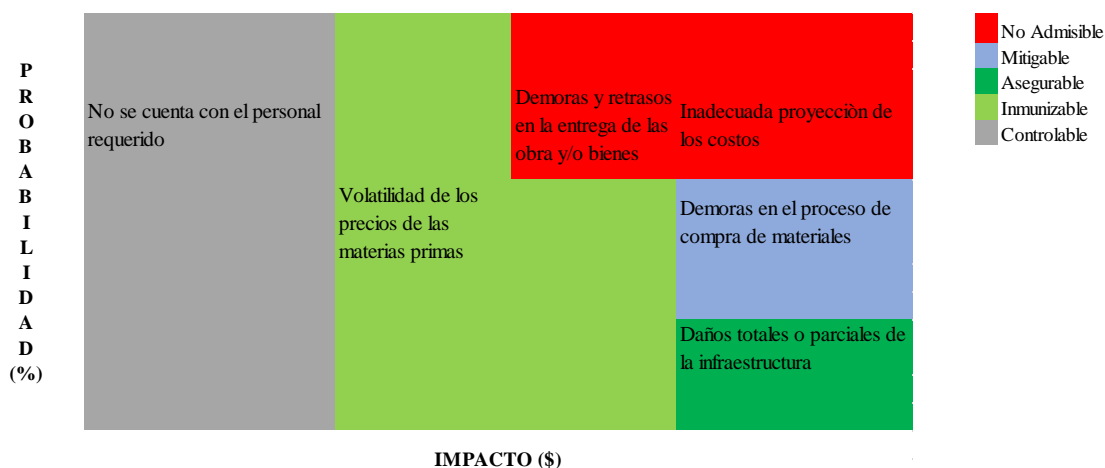 P
R
O
B
A
B
I
L
I
D
A
D
(%)
No se cuenta con el personal
requerido
Volatilidad de los
precios de las
materias primas
Demoras y retrasos
en la entrega de las
obra y/o bienes
Inadecuada proyecciòn de
los costos
Demoras en el proceso de
compra de materiales
Daños totales o parciales de
la infraestructura
IMPACTO ($)
No Admisible
Mitigable
Asegurable
Inmunizable
Controlable